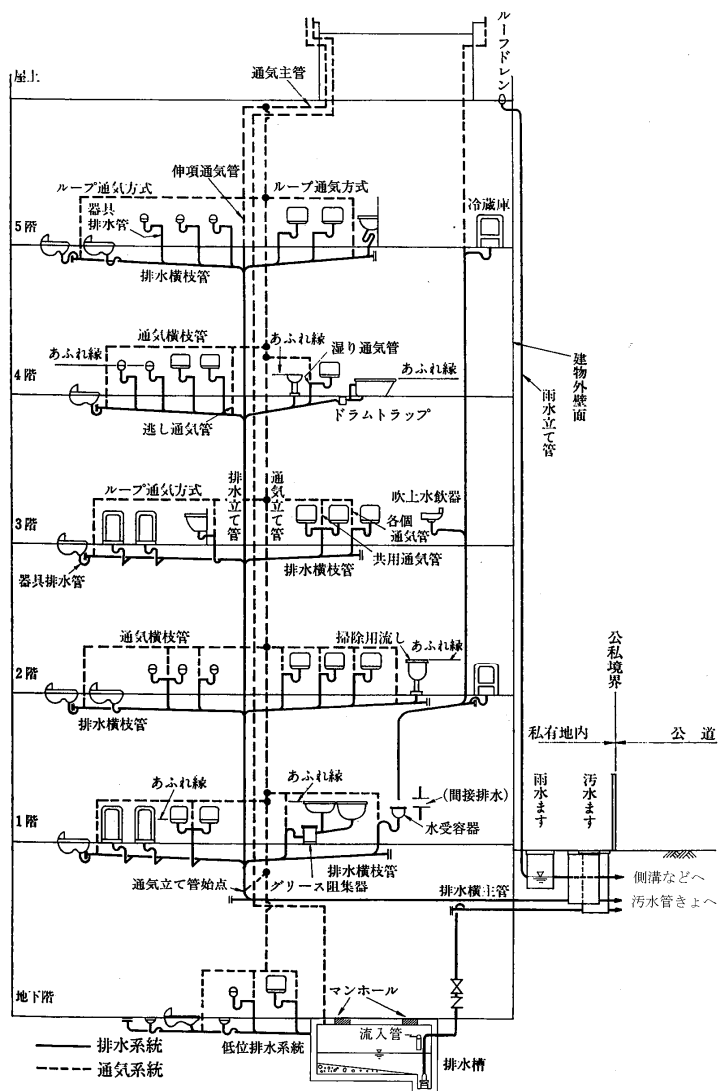 ルーフドレン
屋上
通気主管
伸項通気管
ループ通気方式
ループ通気方式
器具
排水管
冷蔵庫
5階
排水横枝管
通気横枝管
あふれ縁
あふれ縁
湿り通気管
あふれ縁
4階
逃し通気管
ドラムトラップ
建物外壁面
雨水立て管
ループ通気方式
排水立て管
通気立て管
吹上水飲器
各個
通気管
3階
共用通気管
排水横枝管
器具排水管
通気横枝管
掃除用流し
あふれ縁
2階
排水横枝管
公私境界
私有地内
公道
雨水ます
汚水ます
あふれ縁
あふれ縁
(間接排水)
1階
水受容器
排水横枝管
通気立て管始点
グリース阻集器
排水横主管
側溝などへ
汚水管きょへ
地下階
マンホール
流入管
低位排水系統
排水槽
排水系統
通気系統